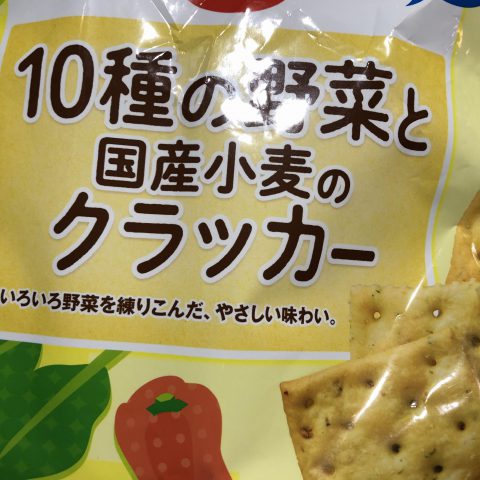 10種の野菜と
国産小麦の
クラッカー
いろいろ野菜を練りこんだ、やさしい味わい。